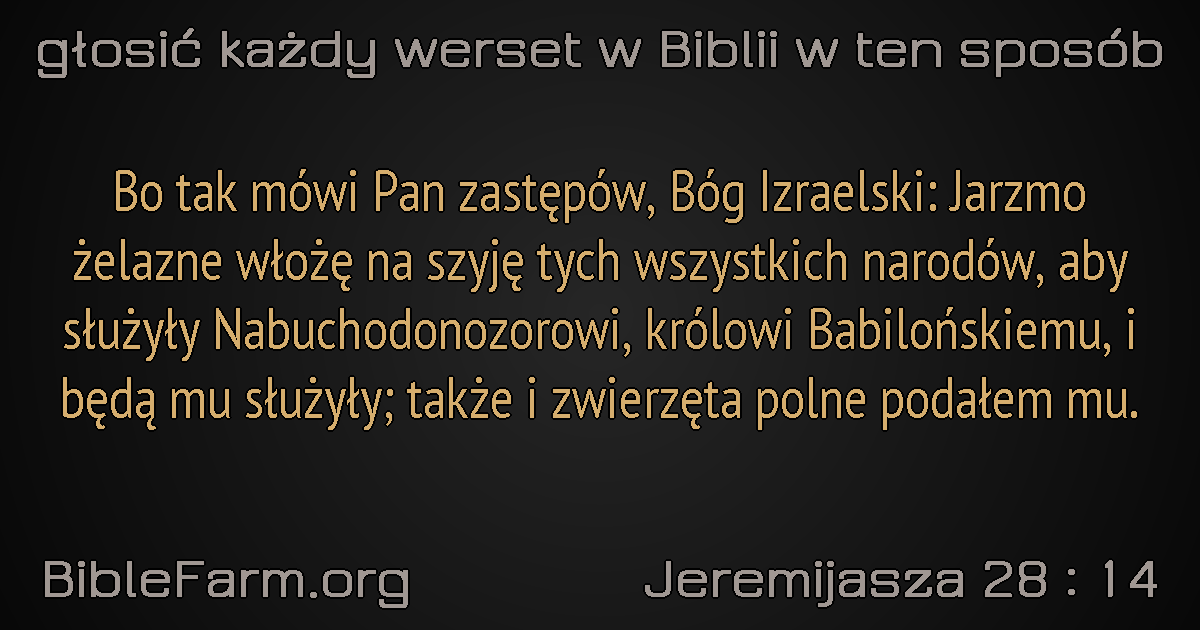 głosić każdy werset w Biblii w ten sposób
Bo tak mówi Pan zastępów, Bóg Izraelski: Jarzmo
żelazne włożę na szyję tych wszystkich narodów, aby
służyły Nabuchodonozorowi, królowi Babilońskiemu, i
będą mu służyły; także i zwierzęta polne podałem mu.
BibleFarm.org
Jeremijasza 28 : 14